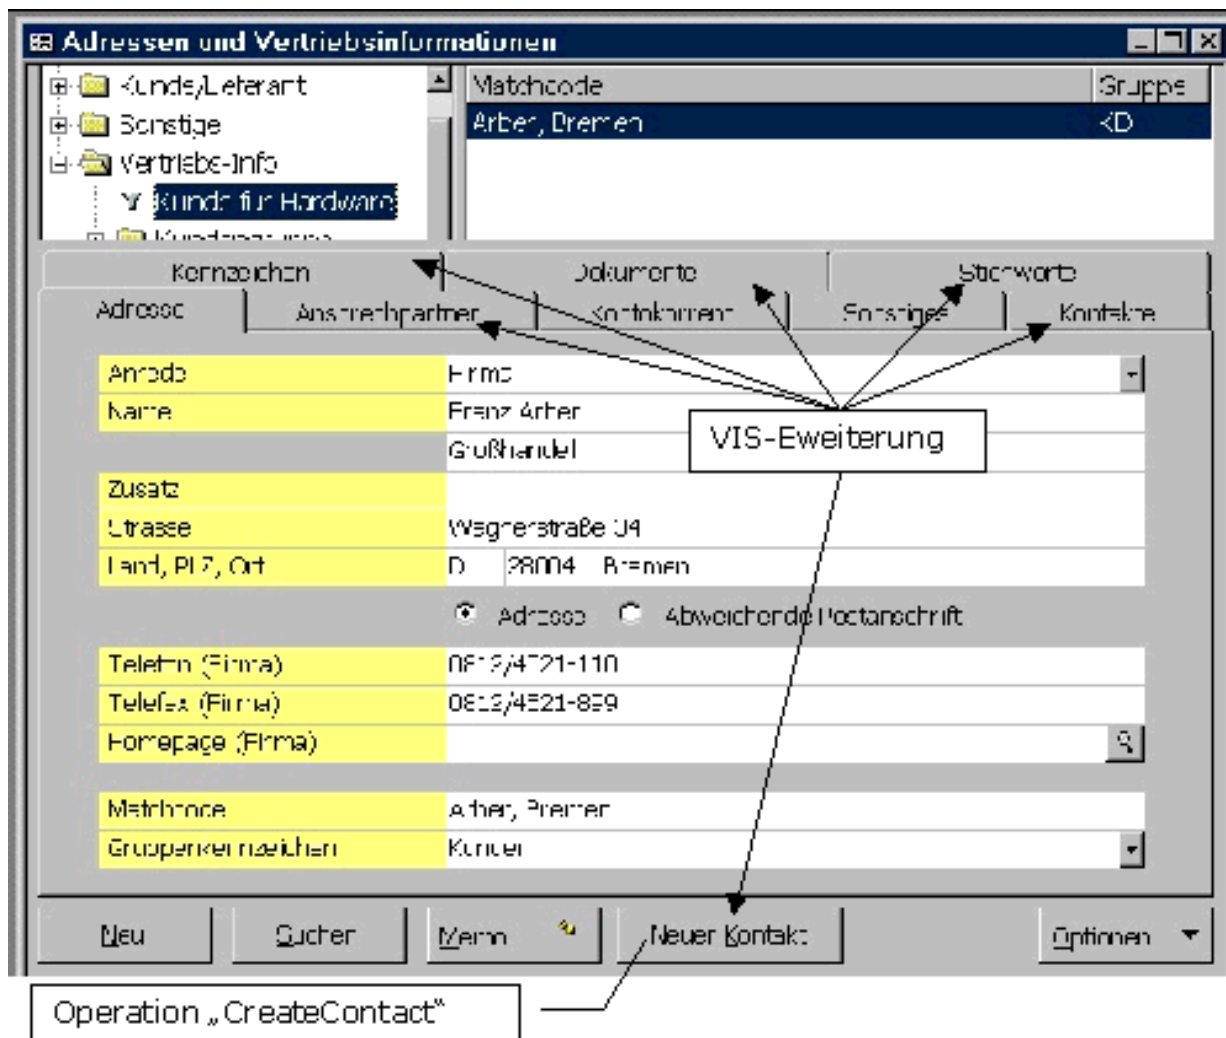 Adressen und Vertriebsinformationen
Kunde/Lieferant
Sonstige
Vertriebs-Info
Kunde für Hardware
Matchcode Gruppe
Arber, Bremen KD
Kennzeichen Dokumente Stichworte
Adresse Ansprechpartner Kontokorrent Sonstiges Kontakte
Anrede Firma
Name Franz Arber
Großhandel
VIS-Eweiterung
Zusatz
Strasse Wagnerstraße
Land, PLZ, Ort D Bremen
Adresse Abweichende Postanschrift
Telefon (Firma)
Telefax (Firma)
Homepage (Firma)
Matchcode Arber, Bremen
Gruppenkennzeichen Kunden
Neu Suchen Memo Neuer Kontakt Optionen
Operation „CreateContact“